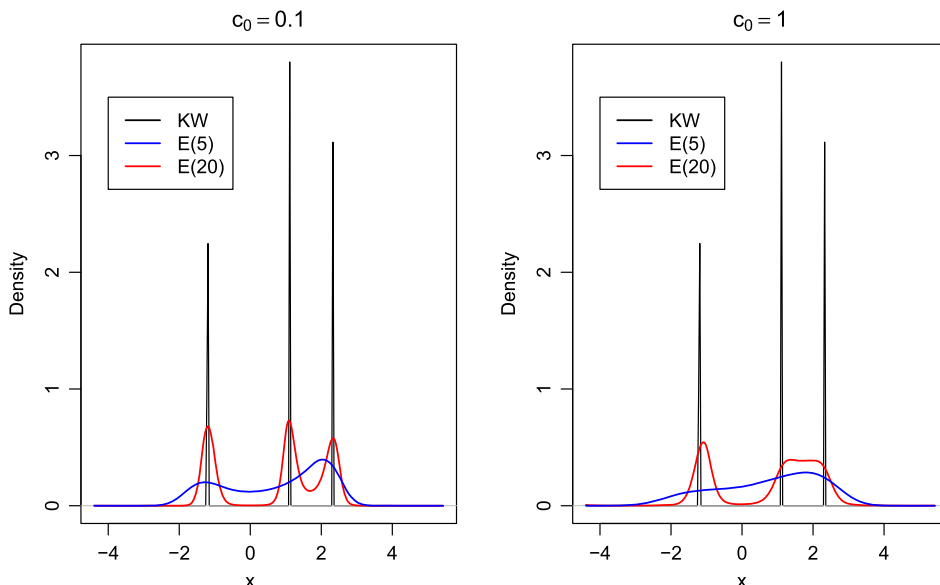 c₀ = 0.1
KW
E(5)
E(20)
Density
0 1 2 3
−4 −2 0 2 4
x
c₀ = 1
KW
E(5)
E(20)
Density
0 1 2 3
−4 −2 0 2 4
x